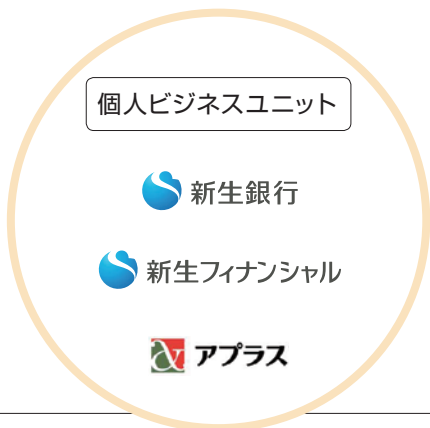 個人ビジネスユニット
新生銀行
新生フィナンシャル
& アプラス